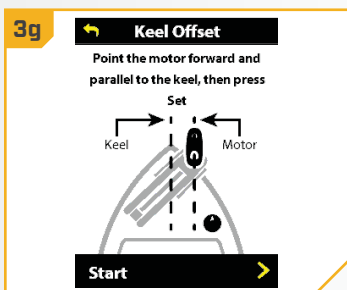 3g
Keel Offset
Point the motor forward and
parallel to the keel, then press
Set
Keel
Motor
Start